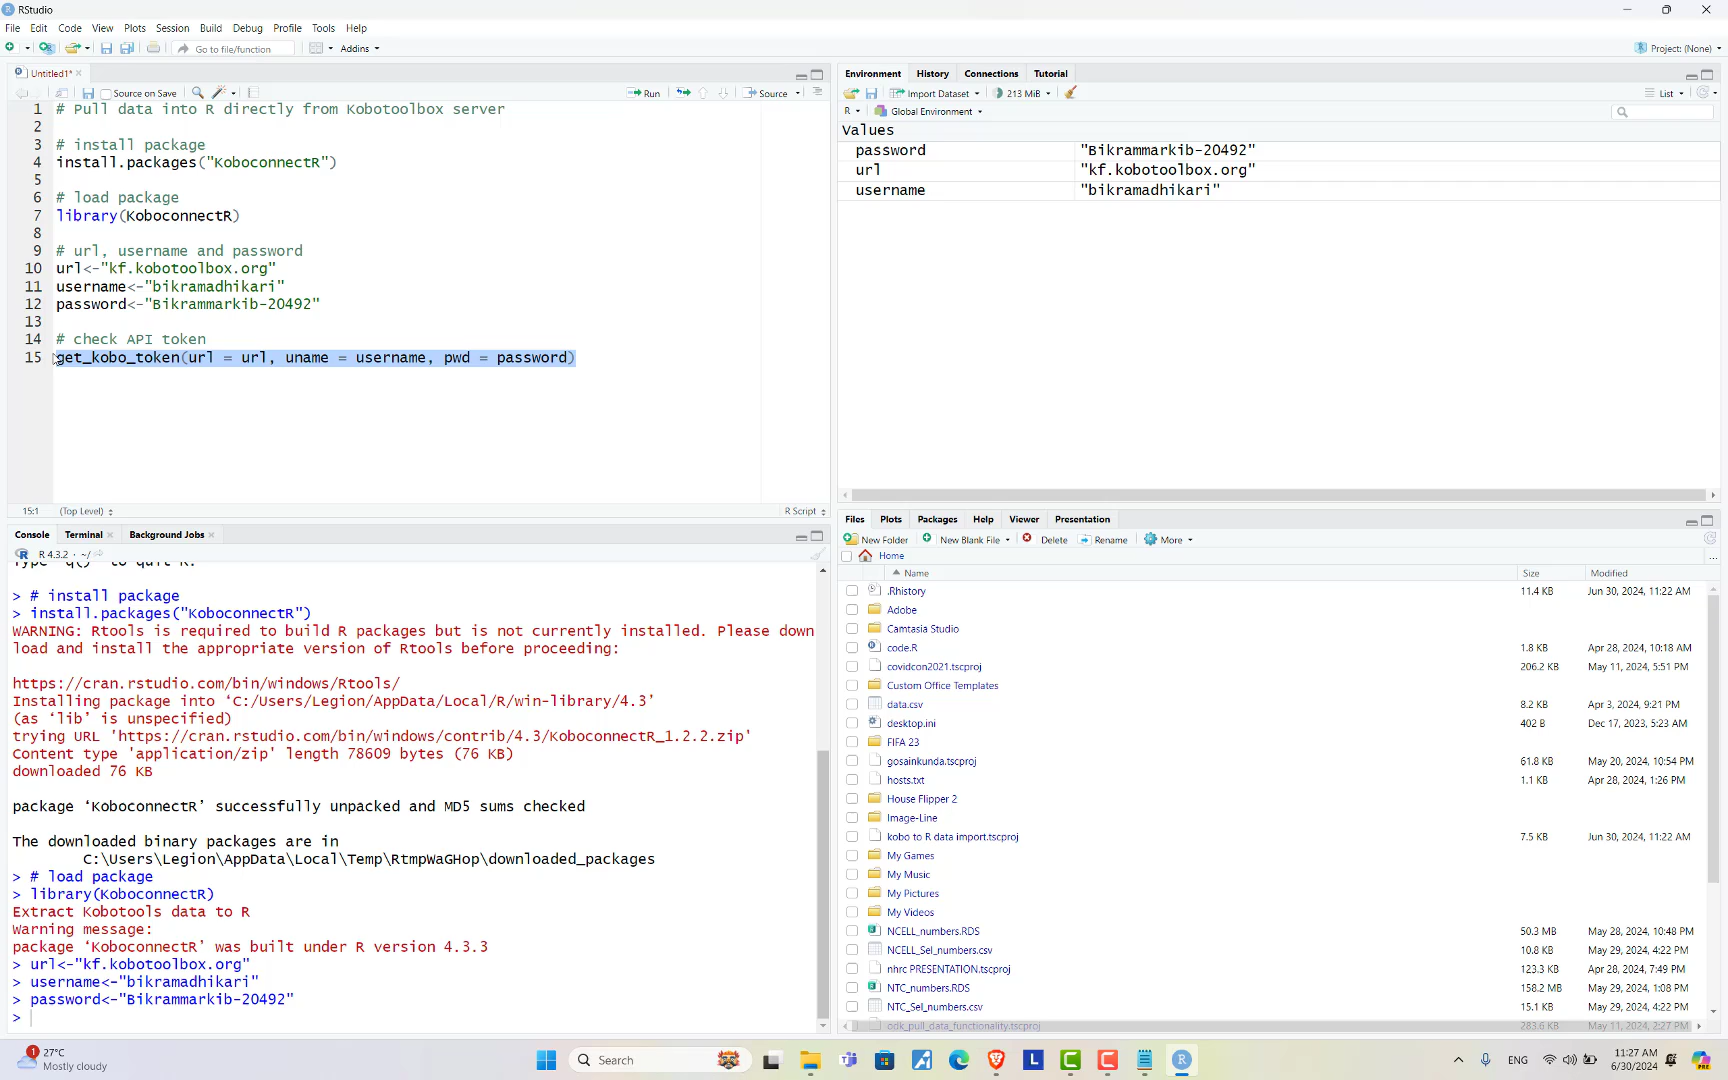 RStudio
File Edit Code View Plots Session Build Debug Profile Tools Help
Go to file/function Addins Project: (None)
Untitled1*
Source on Save Run Source
1 # Pull data into R directly from Kobotoolbox server
2
3 # install package
4 install.packages("KoboconnectR")
5
6 # load package
7 library(KoboconnectR)
8
9 # url, username and password
10 url<-"kf.kobotoolbox.org"
11 username<-"bikramadhikari"
12 password<-"Bikrammarkib-20492"
13
14 # check API token
15 get_kobo_token(url = url, uname = username, pwd = password)
15:1 (Top Level) R Script
Console Terminal Background Jobs
R 4.3.2 · ~/
Type 'q()' to quit R.
> # install package
> install.packages("KoboconnectR")
WARNING: Rtools is required to build R packages but is not currently installed. Please down
load and install the appropriate version of Rtools before proceeding:
https://cran.rstudio.com/bin/windows/Rtools/
Installing package into ‘C:/Users/Legion/AppData/Local/R/win-library/4.3’
(as ‘lib’ is unspecified)
trying URL 'https://cran.rstudio.com/bin/windows/contrib/4.3/KoboconnectR_1.2.2.zip'
Content type 'application/zip' length 78609 bytes (76 KB)
downloaded 76 KB
package ‘KoboconnectR’ successfully unpacked and MD5 sums checked
The downloaded binary packages are in
C:\Users\Legion\AppData\Local\Temp\RtmpWaGHop\downloaded_packages
> # load package
> library(KoboconnectR)
Extract Kobotools data to R
Warning message:
package ‘KoboconnectR’ was built under R version 4.3.3
> url<-"kf.kobotoolbox.org"
> username<-"bikramadhikari"
> password<-"Bikrammarkib-20492"
>
Environment History Connections Tutorial
Import Dataset 213 MiB List
R Global Environment
Values
password "Bikrammarkib-20492"
url "kf.kobotoolbox.org"
username "bikramadhikari"
Files Plots Packages Help Viewer Presentation
New Folder New Blank File Delete Rename More
Home
Name Size Modified
.Rhistory 11.4 KB Jun 30, 2024, 11:22 AM
Adobe
Camtasia Studio
code.R 1.8 KB Apr 28, 2024, 10:18 AM
covidcon2021.tscproj 206.2 KB May 11, 2024, 5:51 PM
Custom Office Templates
data.csv 8.2 KB Apr 3, 2024, 9:21 PM
desktop.ini 402 B Dec 17, 2023, 5:23 AM
FIFA 23
gosainkunda.tscproj 61.8 KB May 20, 2024, 10:54 PM
hosts.txt 1.1 KB Apr 28, 2024, 1:26 PM
House Flipper 2
Image-Line
kobo to R data import.tscproj 7.5 KB Jun 30, 2024, 11:22 AM
My Games
My Music
My Pictures
My Videos
NCELL_numbers.RDS 50.3 MB May 28, 2024, 10:48 PM
NCELL_Sel_numbers.csv 10.8 KB May 29, 2024, 4:22 PM
nhrc PRESENTATION.tscproj 123.3 KB Apr 28, 2024, 7:49 PM
NTC_numbers.RDS 158.2 MB May 29, 2024, 1:08 PM
NTC_Sel_numbers.csv 15.1 KB May 29, 2024, 4:22 PM
odk_pull_data_functionality.tscproj 283.6 KB May 11, 2024, 2:27 PM
1 27°C
Mostly cloudy
Search
ENG
11:27 AM
6/30/2024
PRE